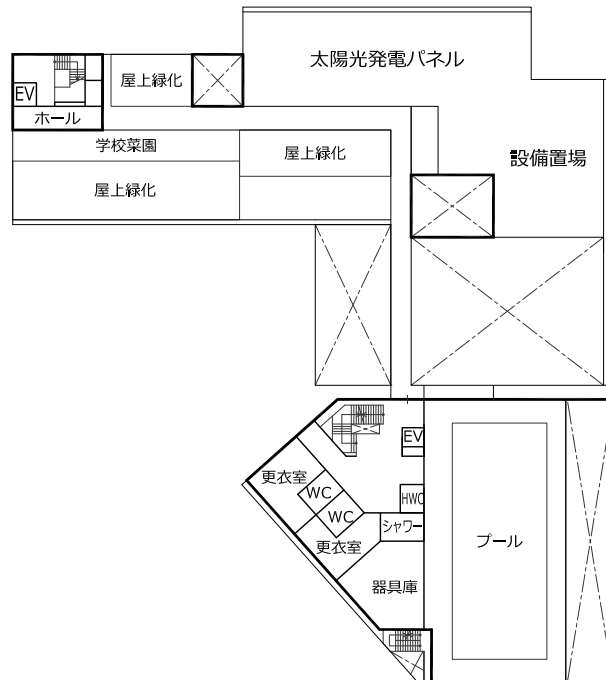 太陽光発電パネル
屋上緑化
EV
ホール
学校菜園
屋上緑化
設備置場
屋上緑化
EV
更衣室
WC
HWC
WC
シャワー
プール
更衣室
器具庫